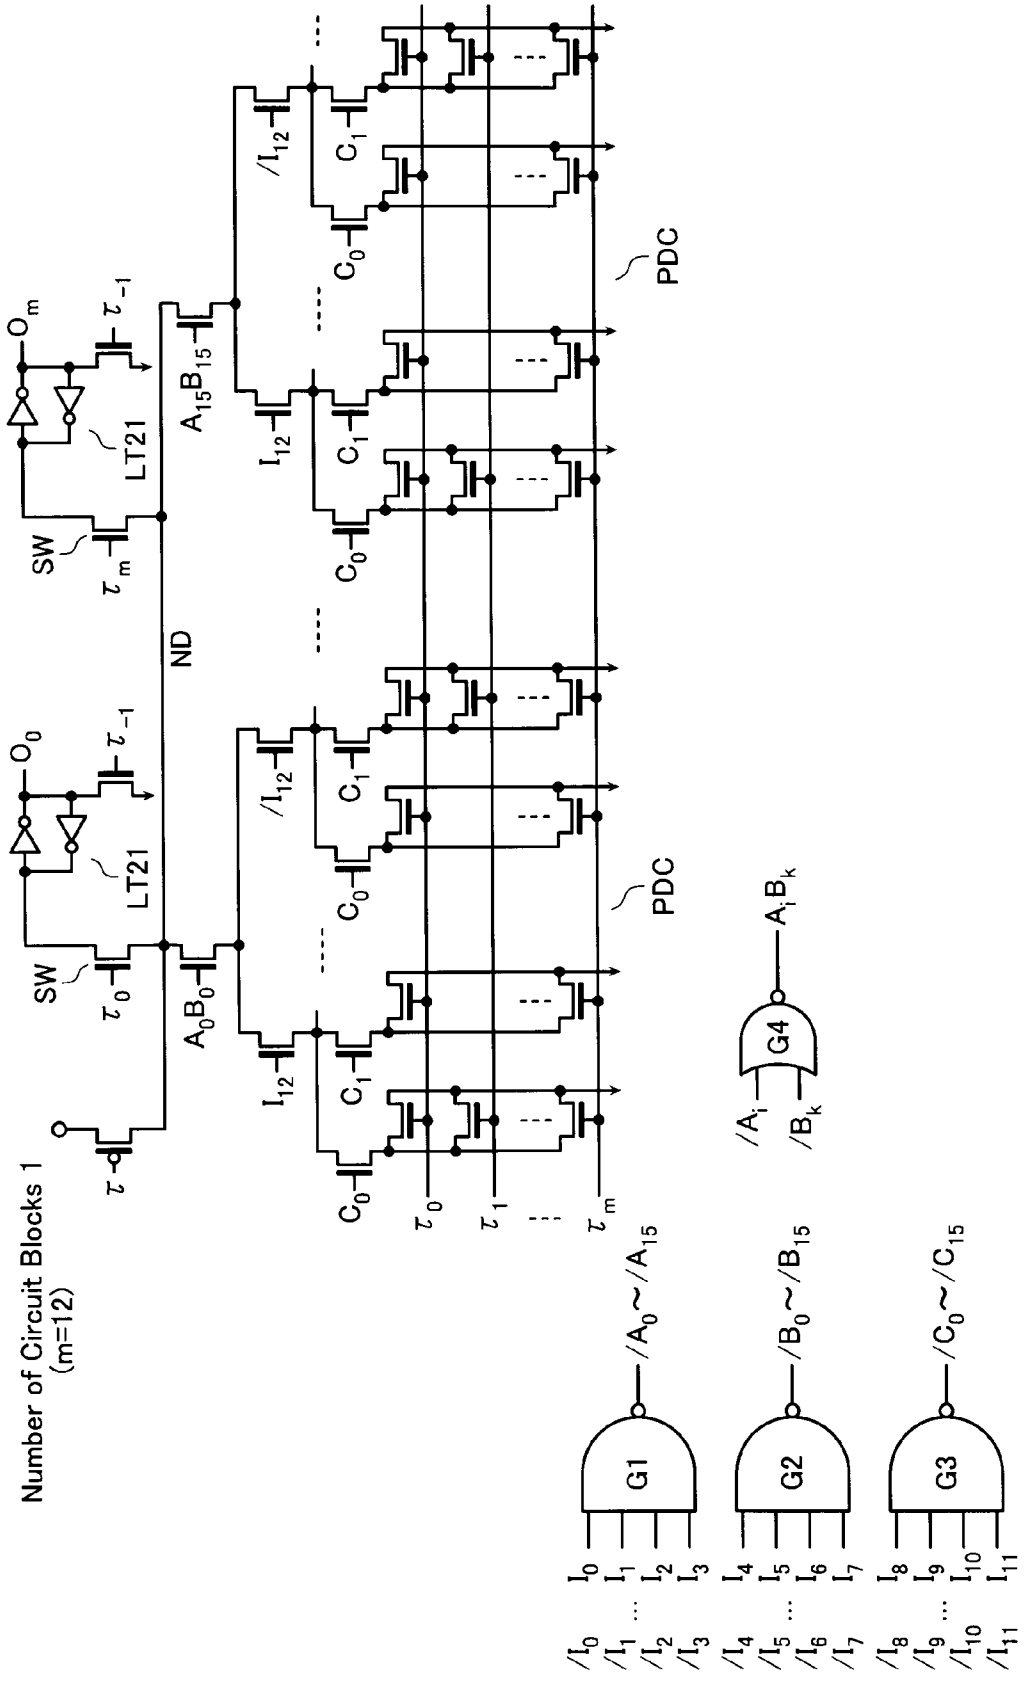 Number of Circuit Blocks 1
(m=12)
τ
SW
τ0
LT21
O0
τ-1
ND
SW
τm
LT21
Om
τ-1
A0B0
A15B15
I12
/I12
I12
/I12
C0
C1
C0
C1
C0
C1
C0
C1
τ0
τ1
τm
PDC
PDC
/I0 I0
/I1 ... I1
/I2 I2
/I3 I3
G1
/A0~/A15
/I4 I4
/I5 ... I5
/I6 I6
/I7 I7
G2
/B0~/B15
/I8 I8
/I9 ... I9
/I10 I10
/I11 I11
G3
/C0~/C15
/Ai
/Bk
G4
AiBk